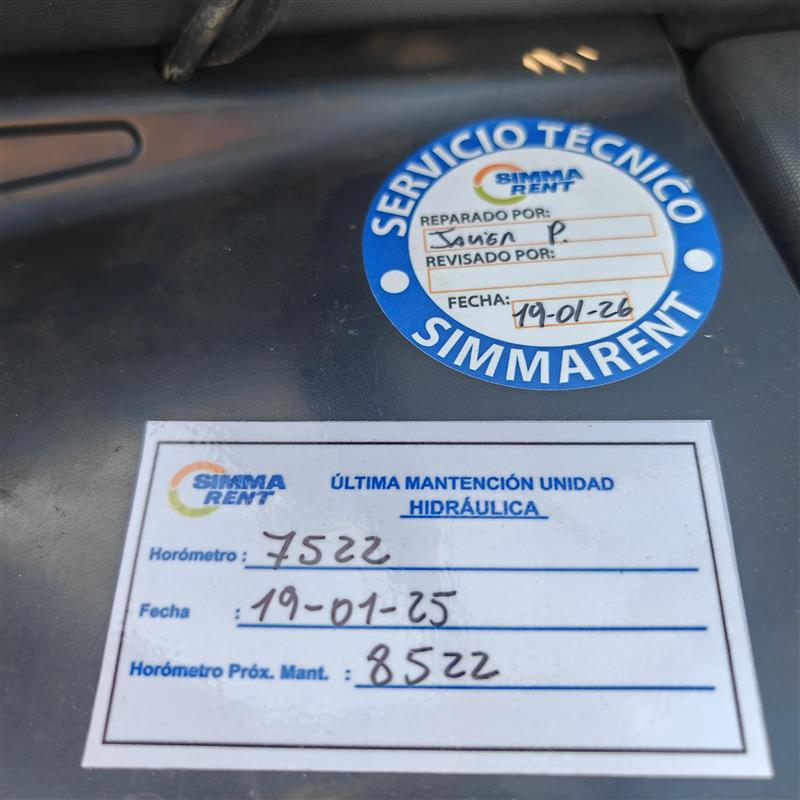 SERVICIO TÉCNICO
SIMMA
RENT
REPARADO POR:
Javier P.
REVISADO POR:
FECHA: 19-01-26
SIMMARENT
SIMMA
RENT
ÚLTIMA MANTENCIÓN UNIDAD
HIDRÁULICA
Horómetro : 7522
Fecha : 19-01-25
Horómetro Próx. Mant. : 8522